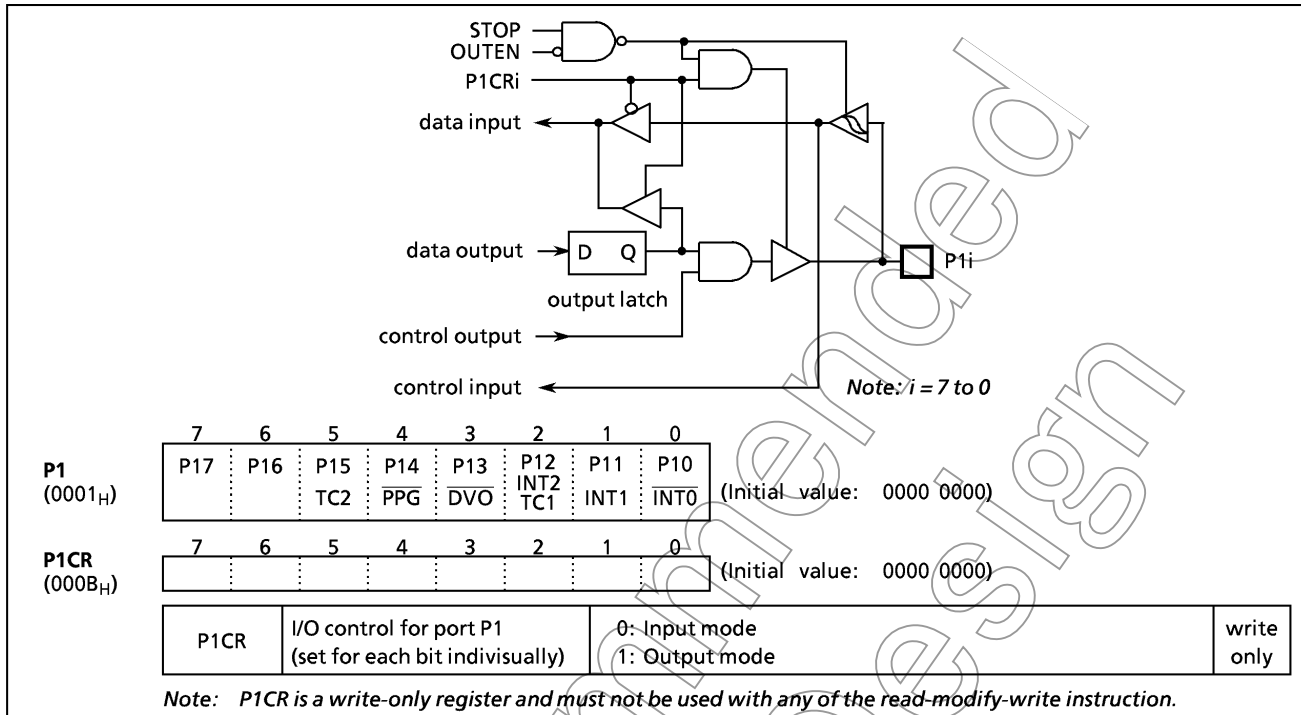 STOP
OUTEN
P1CRi
data input
data output
D Q
P1i
output latch
control output
control input
Note: i = 7 to 0
7 6 5 4 3 2 1 0
P1
(0001H)
P17 P16 P15 P14 P13 P12 P11 P10
TC2 PPG DVO INT2 TC1 INT1 INT0
(Initial value: 0000 0000)
7 6 5 4 3 2 1 0
P1CR
(000BH)
(Initial value: 0000 0000)
P1CR
I/O control for port P1
(set for each bit indivisually)
0: Input mode
1: Output mode
write
only
Note: P1CR is a write-only register and must not be used with any of the read-modify-write instruction.